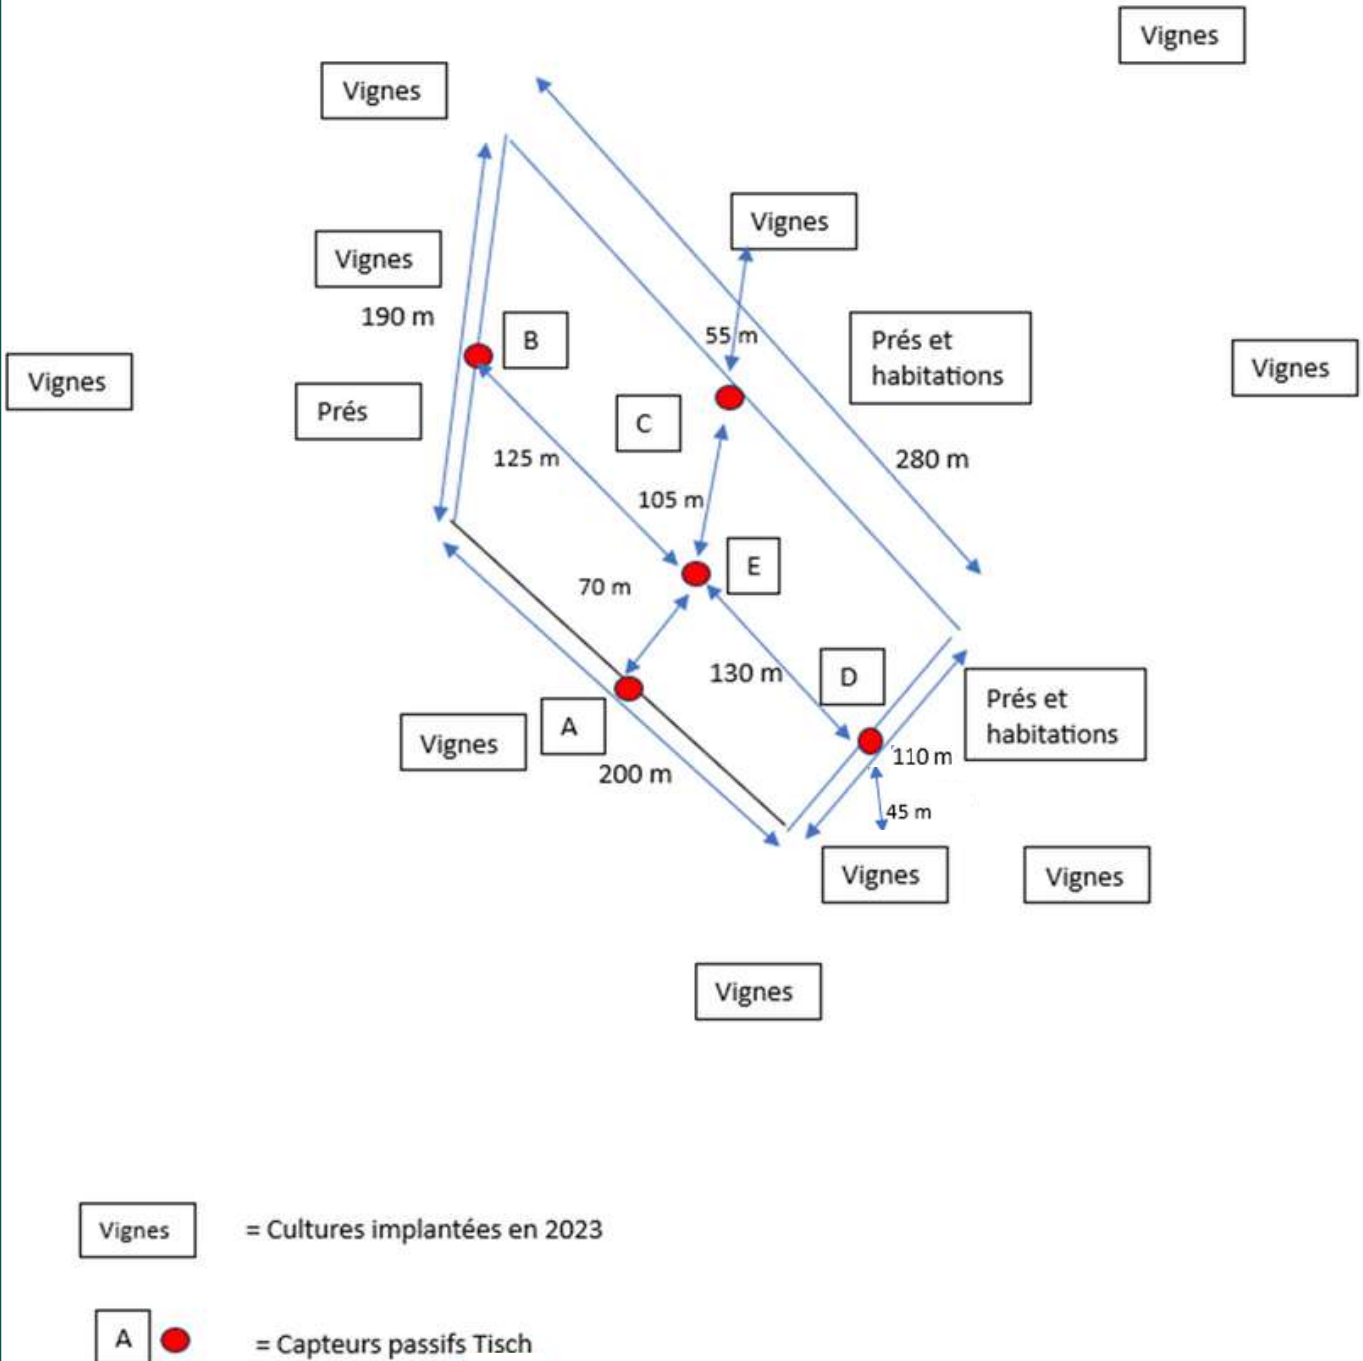 Vignes
Vignes
Vignes
Vignes
190 m
B
55 m
Prés et
habitations
Vignes
Vignes
Prés
C
125 m
280 m
105 m
E
70 m
130 m
D
Prés et
habitations
A
Vignes
110 m
200 m
45 m
Vignes
Vignes
Vignes
Vignes = Cultures implantées en 2023
A = Capteurs passifs Tisch